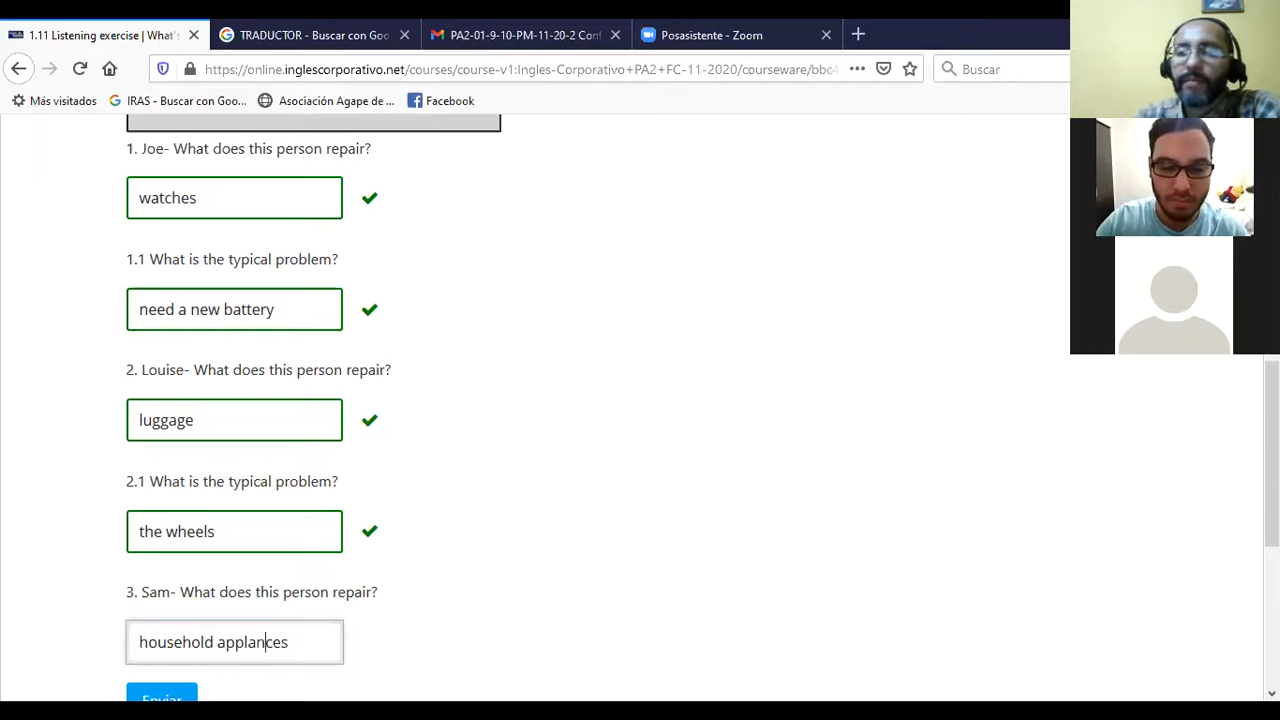 1.11 Listening exercise | What's
TRADUCTOR - Buscar con Goo
PA2-01-9-10-PM-11-20-2 Conf
Posasistente - Zoom
https://online.inglescorporativo.net/courses/course-v1:Ingles-Corporativo+PA2+FC-11-2020/courseware/bbc4
Buscar
Más visitados
IRAS - Buscar con Goo...
Asociación Agape de ...
Facebook
1. Joe- What does this person repair?
watches
1.1 What is the typical problem?
need a new battery
2. Louise- What does this person repair?
luggage
2.1 What is the typical problem?
the wheels
3. Sam- What does this person repair?
household applances
Enviar